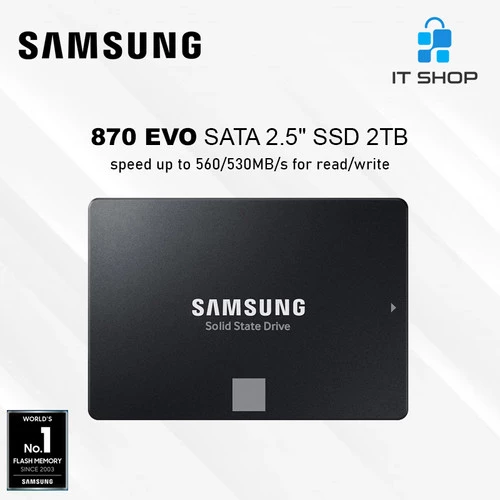 SAMSUNG
IT SHOP
870 EVO SATA 2.5" SSD 2TB
speed up to 560/530MB/s for read/write
SAMSUNG
Solid State Drive
WORLD'S
No.1
FLASH MEMORY
SINCE 2003
SAMSUNG